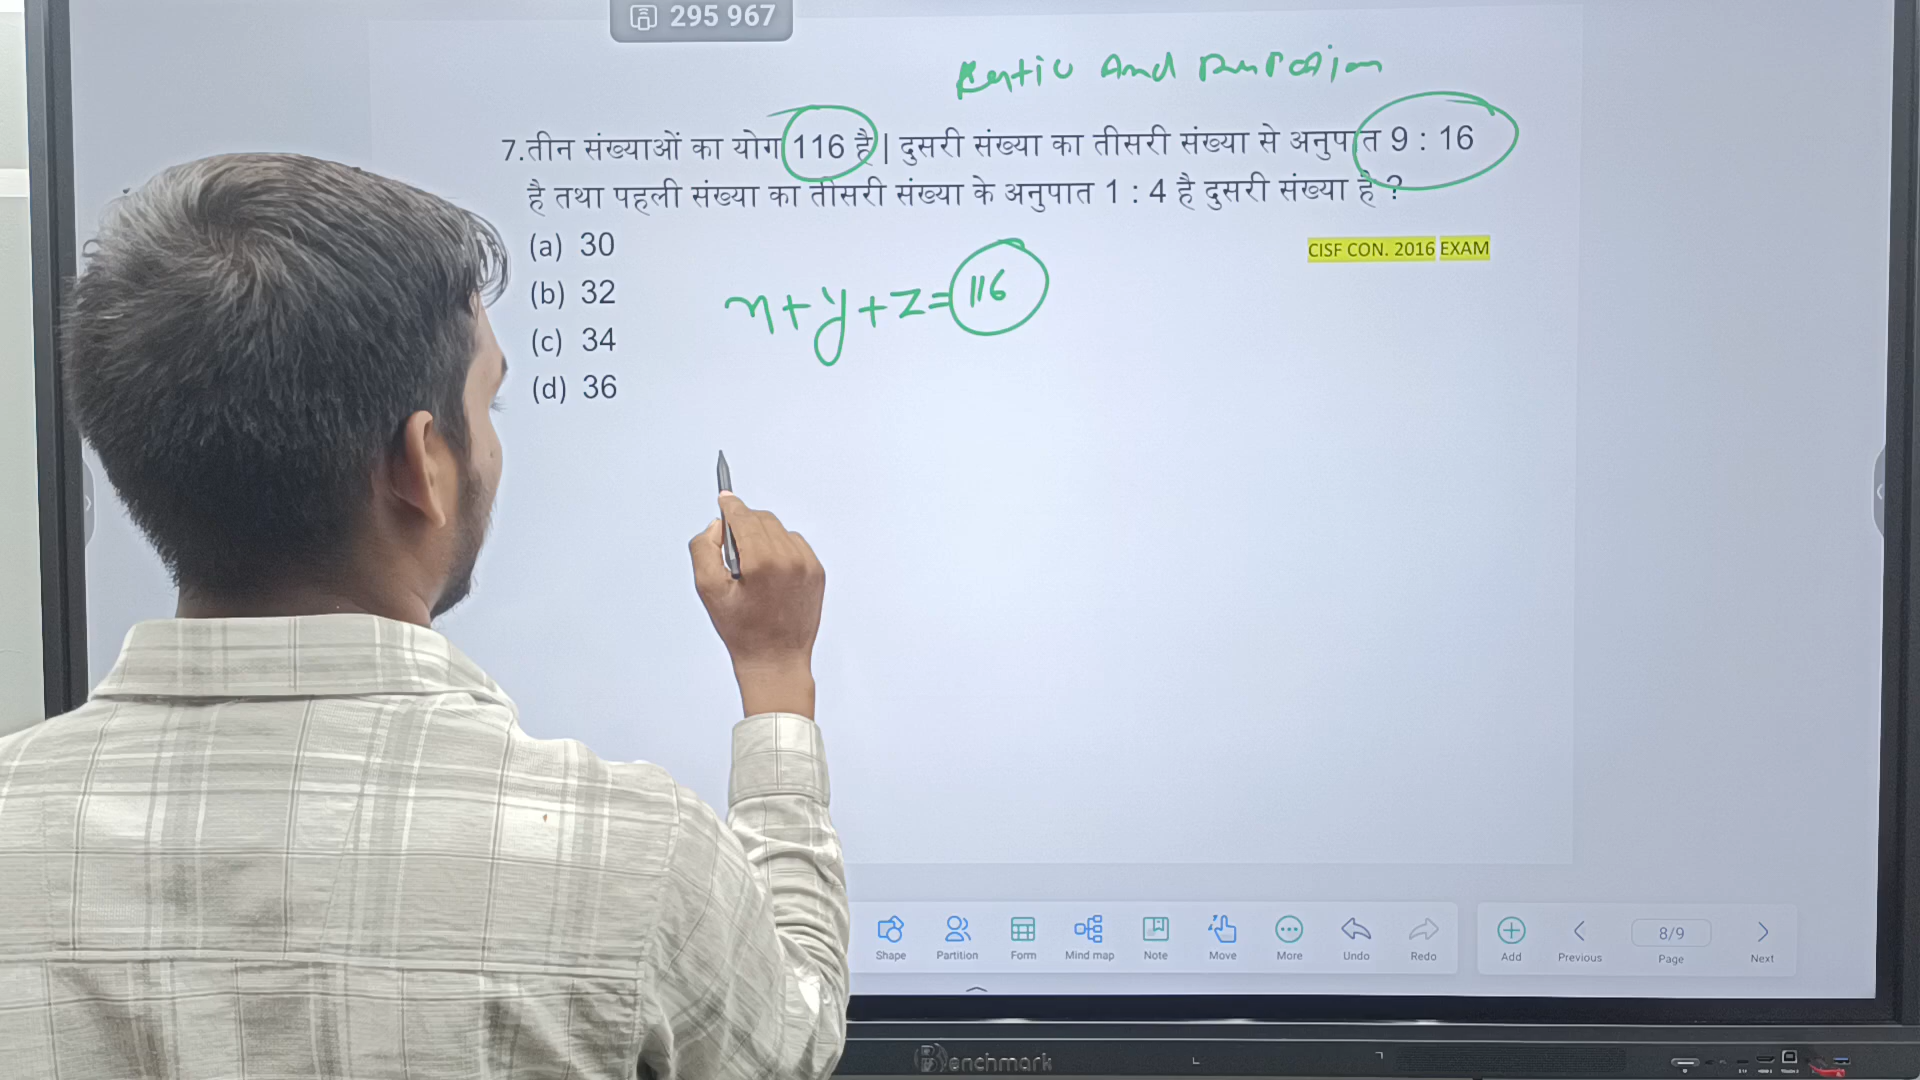 295 967
Ratio And
7.तीन संख्याओं का योग 116 है | दुसरी संख्या का तीसरी संख्या से अनुपात 9 : 16
है तथा पहली संख्या का तीसरी संख्या के अनुपात 1 : 4 है दुसरी संख्या है ?
(a) 30
CISF CON. 2016 EXAM
(b) 32
x+y+z=116
(c) 34
(d) 36
Shape Partition Form Mind map Note Move More Undo Redo Add Previous 8/9 Page Next
Benchmark